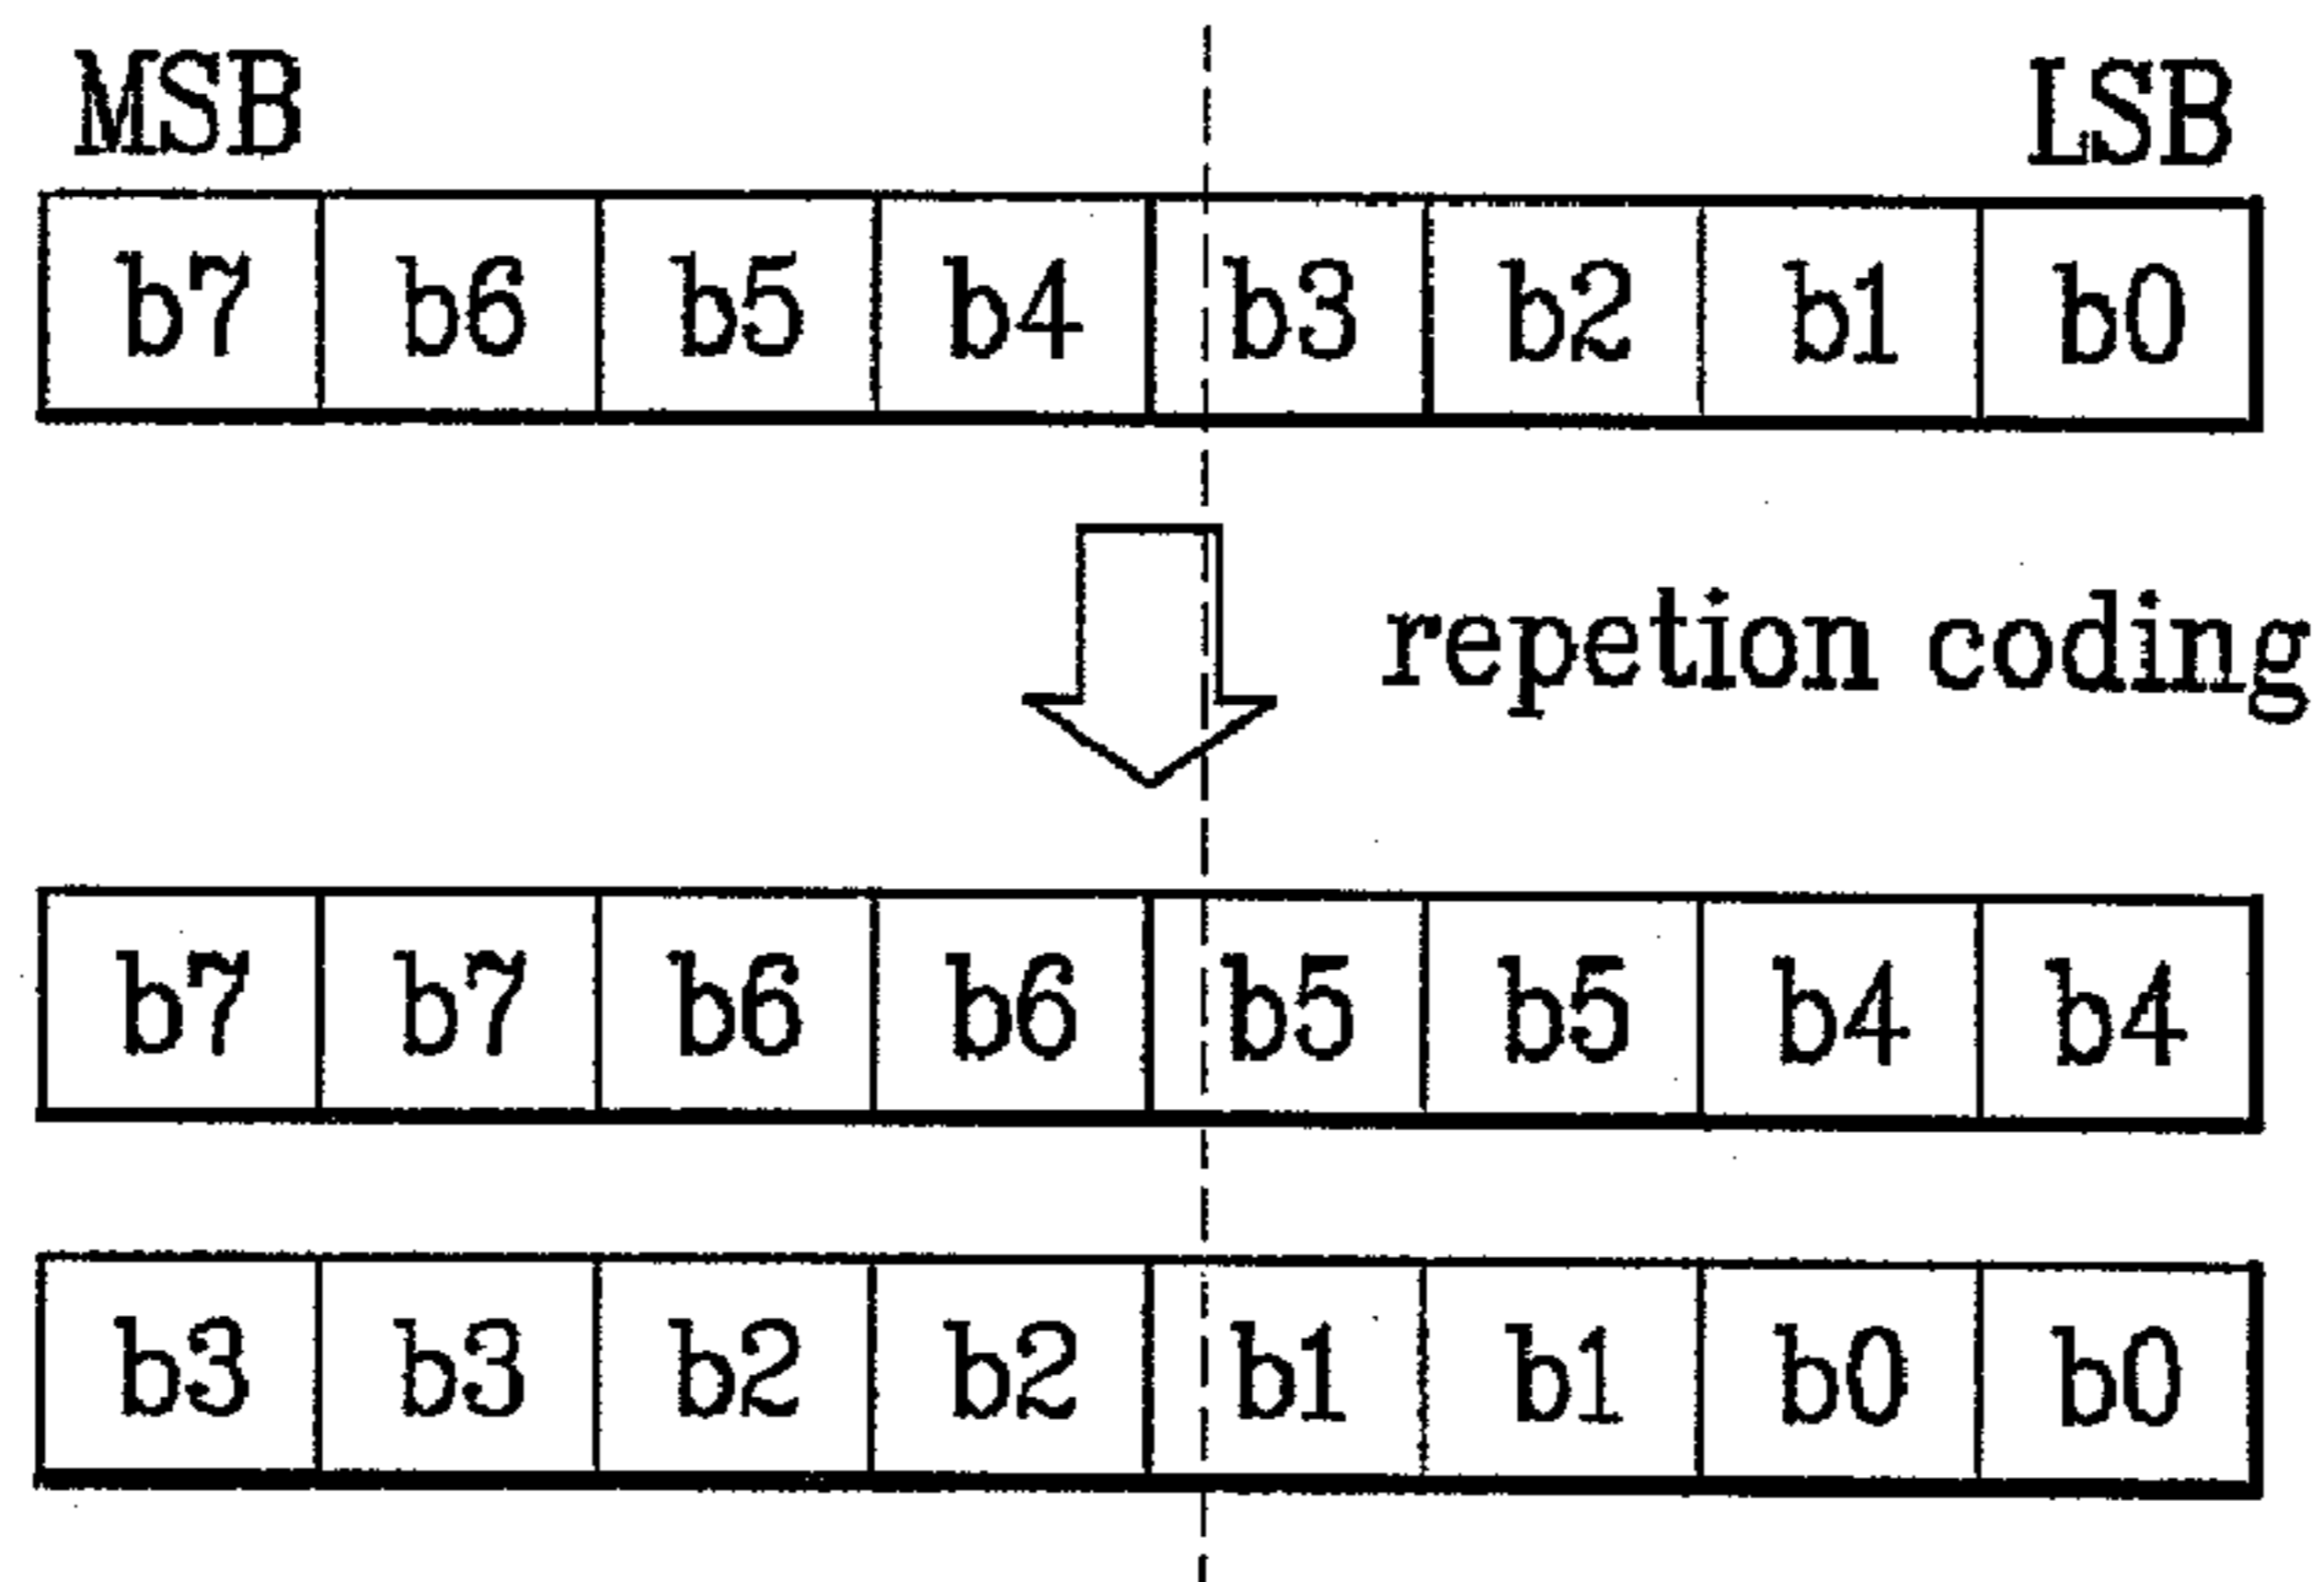 MSB LSB
b7 b6 b5 b4 b3 b2 b1 b0
repetion coding
b7 b7 b6 b6 b5 b5 b4 b4
b3 b3 b2 b2 b1 b1 b0 b0